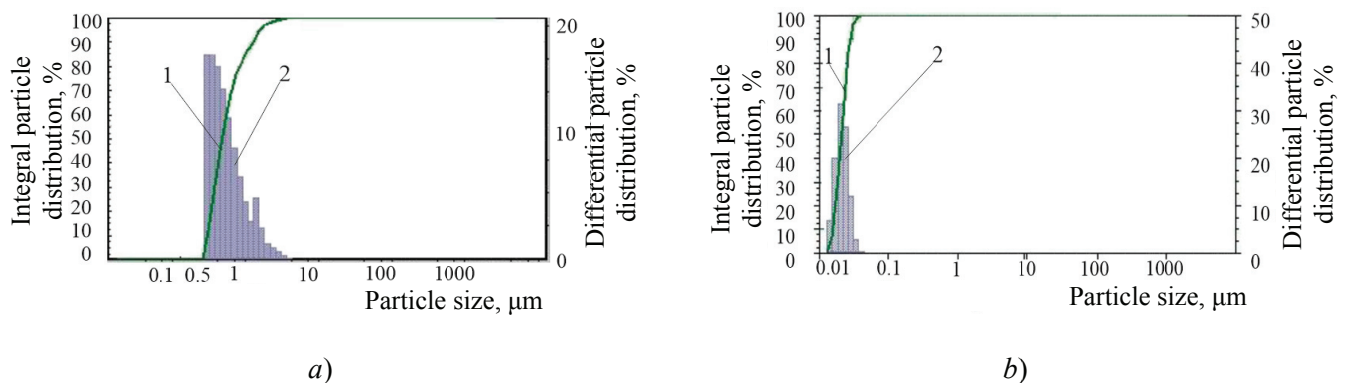 Integral particle
distribution, %
100
90
80
70
60
50
40
30
20
10
0
1
2
20
10
0
Differential particle
distribution, %
0.1 0.5 1 10 100 1000
Particle size, μm
a)
Integral particle
distribution, %
100
90
80
70
60
50
40
30
20
10
0
1
2
50
40
30
20
10
0
Differential particle
distribution, %
0.01 0.1 1 10 100 1000
Particle size, μm
b)